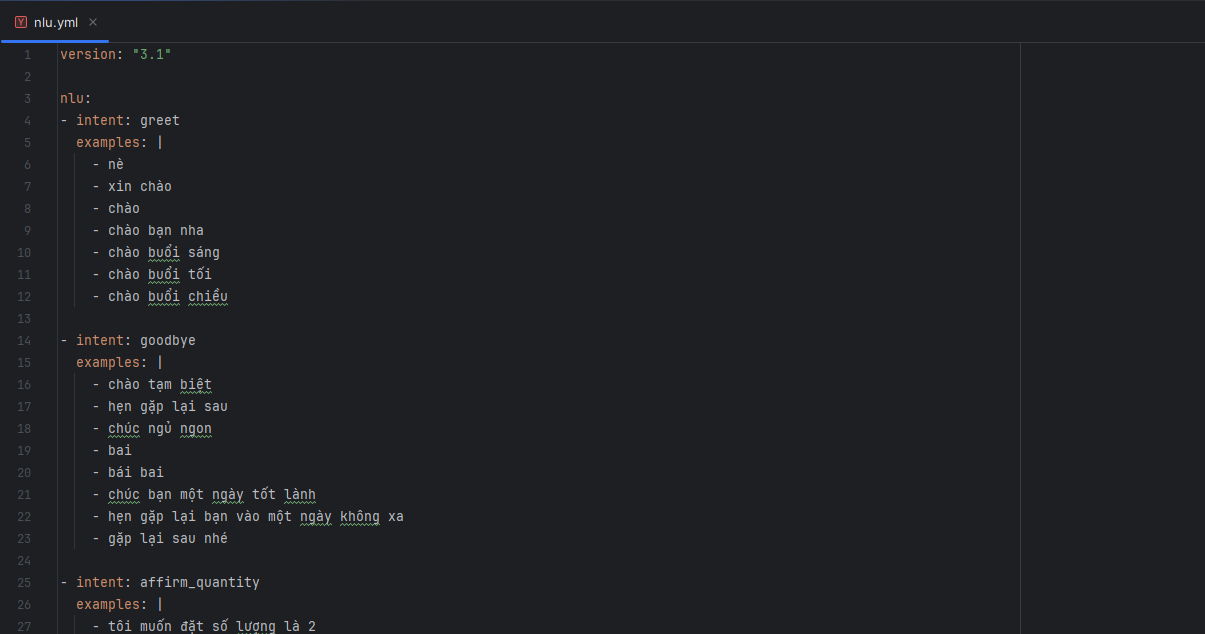 nlu.yml
1 version: "3.1"
2
3 nlu:
4 - intent: greet
5 examples: |
6 - nè
7 - xin chào
8 - chào
9 - chào bạn nha
10 - chào buổi sáng
11 - chào buổi tối
12 - chào buổi chiều
13
14 - intent: goodbye
15 examples: |
16 - chào tạm biệt
17 - hẹn gặp lại sau
18 - chúc ngủ ngon
19 - bai
20 - bái bai
21 - chúc bạn một ngày tốt lành
22 - hẹn gặp lại bạn vào một ngày không xa
23 - gặp lại sau nhé
24
25 - intent: affirm_quantity
26 examples: |
27 - tôi muốn đặt số lượng là 2